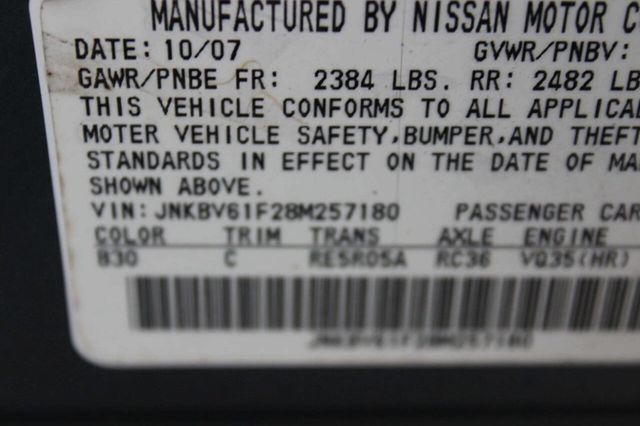 MANUFACTURED BY NISSAN MOTOR C
DATE: 10/07 GVWR/PNBV:
GAWR/PNBE FR: 2384 LBS. RR: 2482 LB
THIS VEHICLE CONFORMS TO ALL APPLICAL
MOTER VEHICLE SAFETY,BUMPER,AND THEFT
STANDARDS IN EFFECT ON THE DATE OF MA
SHOWN ABOVE.
VIN: JNKBV61F28M257180 PASSENGER CAR
COLOR TRIM TRANS AXLE ENGINE
B30 C RE5R05A RC36 VQ35(HR)
JNKBV61F28M257180